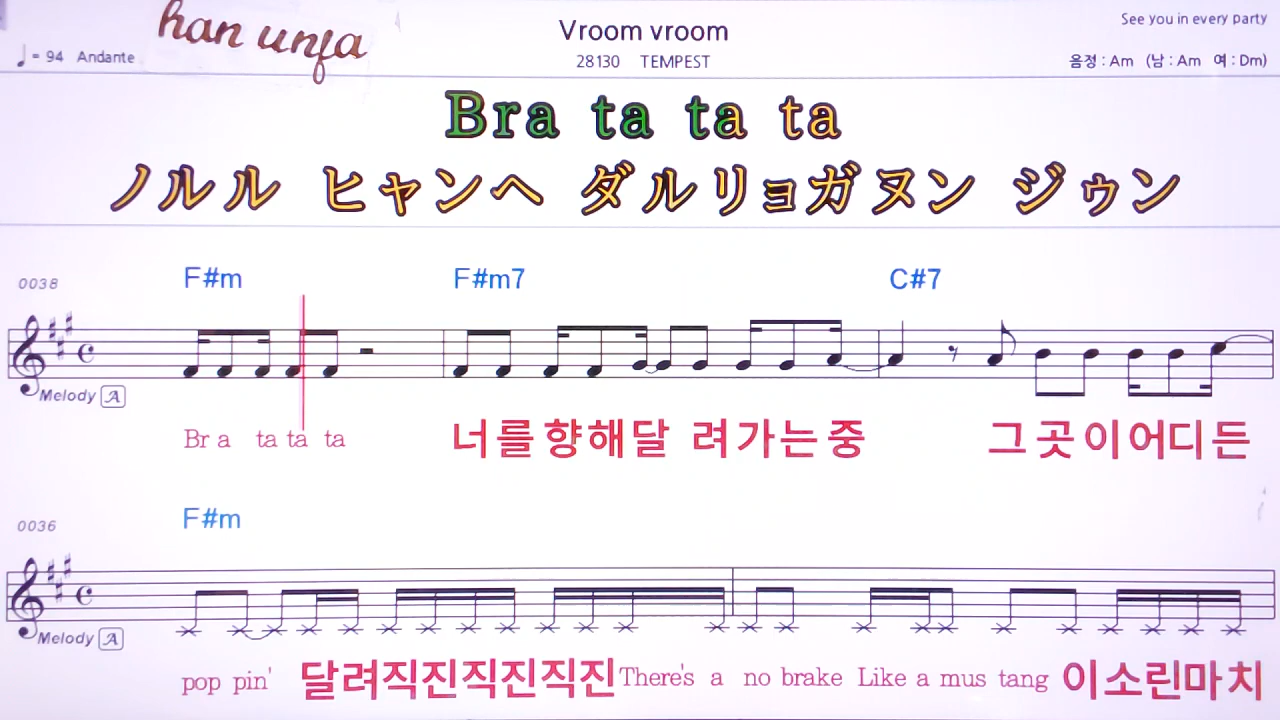 han unja
Vroom vroom
See you in every party
♩= 94 Andante
28130 TEMPEST
음정 : Am (남 : Am 여 : Dm)
Bra ta ta ta
ノルル ヒャンヘ ダルリョガヌン ジゥン
0038
F#m F#m7 C#7
Melody A
Bra ta ta ta 너를향해달 려가는중 그곳이어디든
0036
F#m
Melody A
pop pin' 달려직진직진직진 There's a no brake Like a mus tang 이소린마치